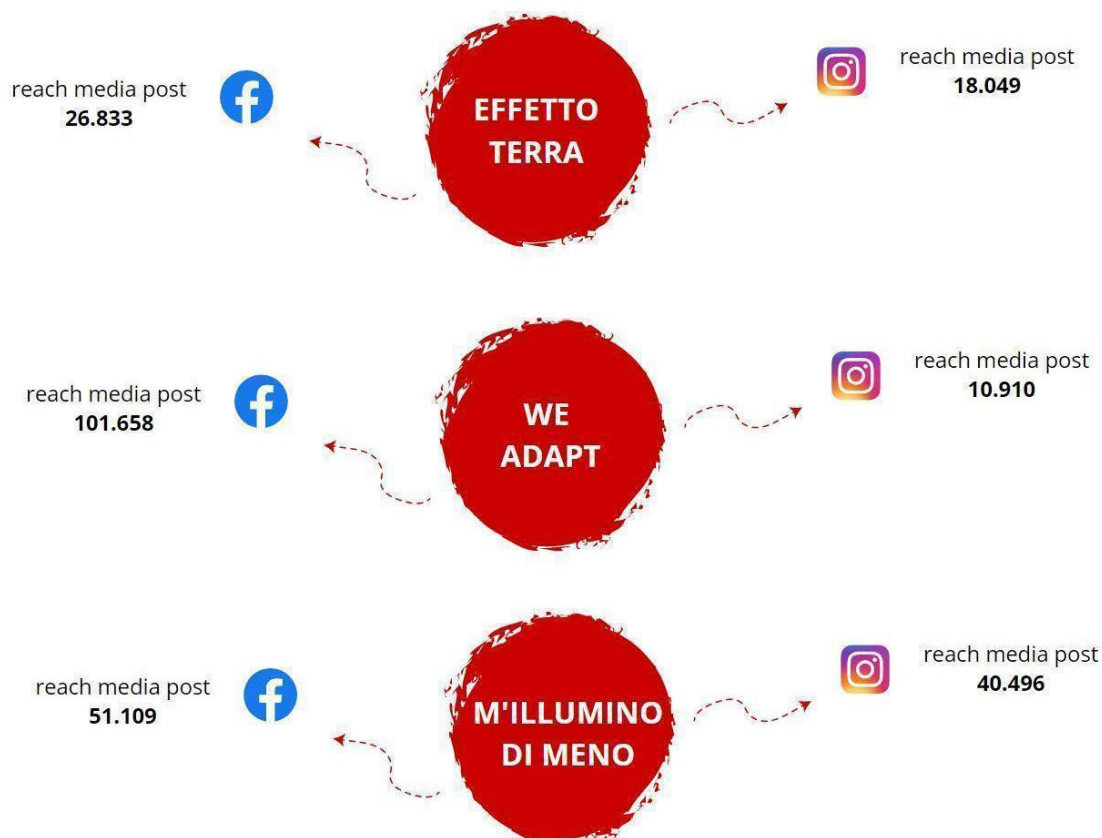 reach media post
26.833
EFFETTO
TERRA
reach media post
18.049
reach media post
101.658
WE
ADAPT
reach media post
10.910
reach media post
51.109
M'ILLUMINO
DI MENO
reach media post
40.496